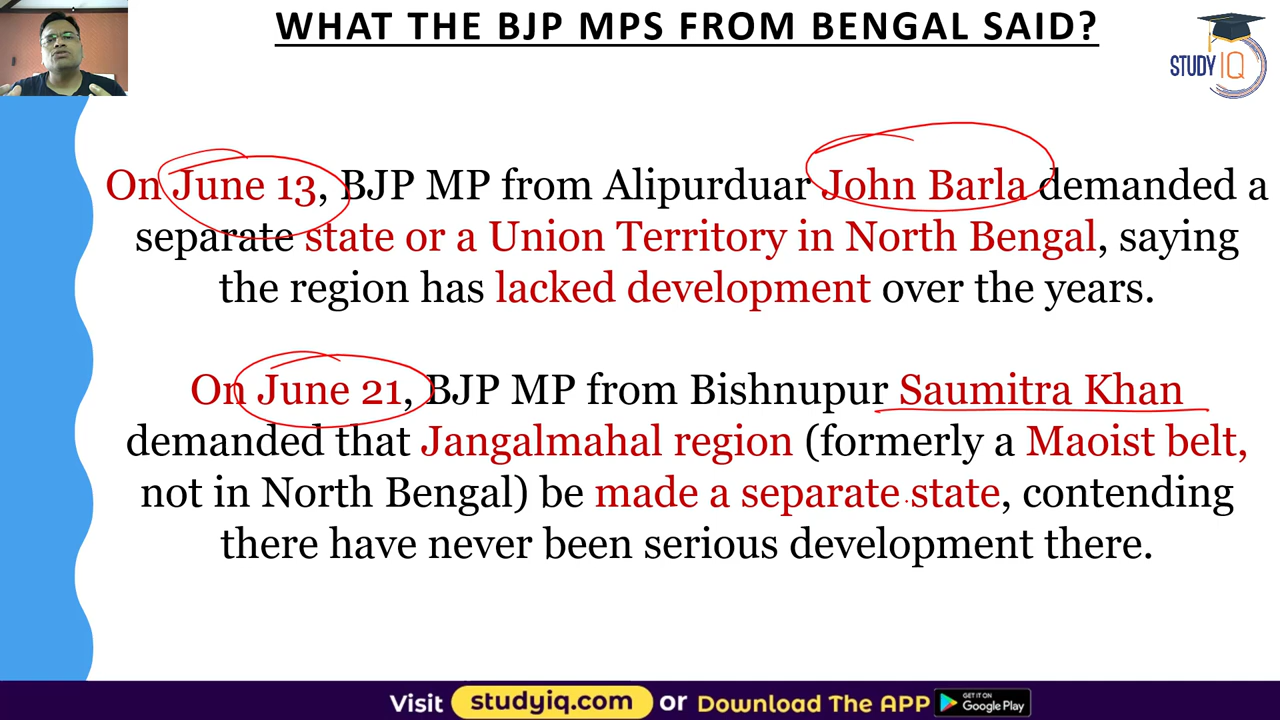 WHAT THE BJP MPS FROM BENGAL SAID?
STUDY IQ
On June 13, BJP MP from Alipurduar John Barla demanded a
separate state or a Union Territory in North Bengal, saying
the region has lacked development over the years.
On June 21, BJP MP from Bishnupur Saumitra Khan
demanded that Jangalmahal region (formerly a Maoist belt,
not in North Bengal) be made a separate state, contending
there have never been serious development there.
Visit studyiq.com or Download The APP GET IT ON Google Play